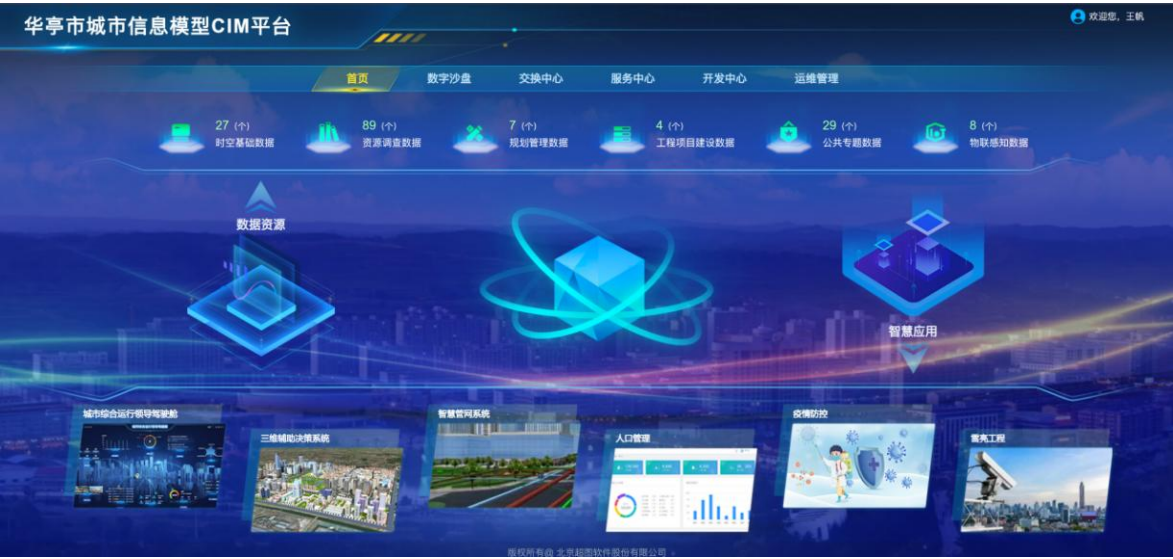 华亭市城市信息模型CIM平台
欢迎您，王帆
首页
数字沙盘
交换中心
服务中心
开发中心
运维管理
27（个）
时空基础数据
89（个）
资源调查数据
7（个）
规划管理数据
4（个）
工程项目建设数据
29（个）
公共专题数据
8（个）
物联感知数据
数据资源
智慧应用
城市综合运行领导驾驶舱
三维辅助决策系统
智慧管网系统
人口管理
疫情防控
雪亮工程
版权所有@ 北京超图软件股份有限公司